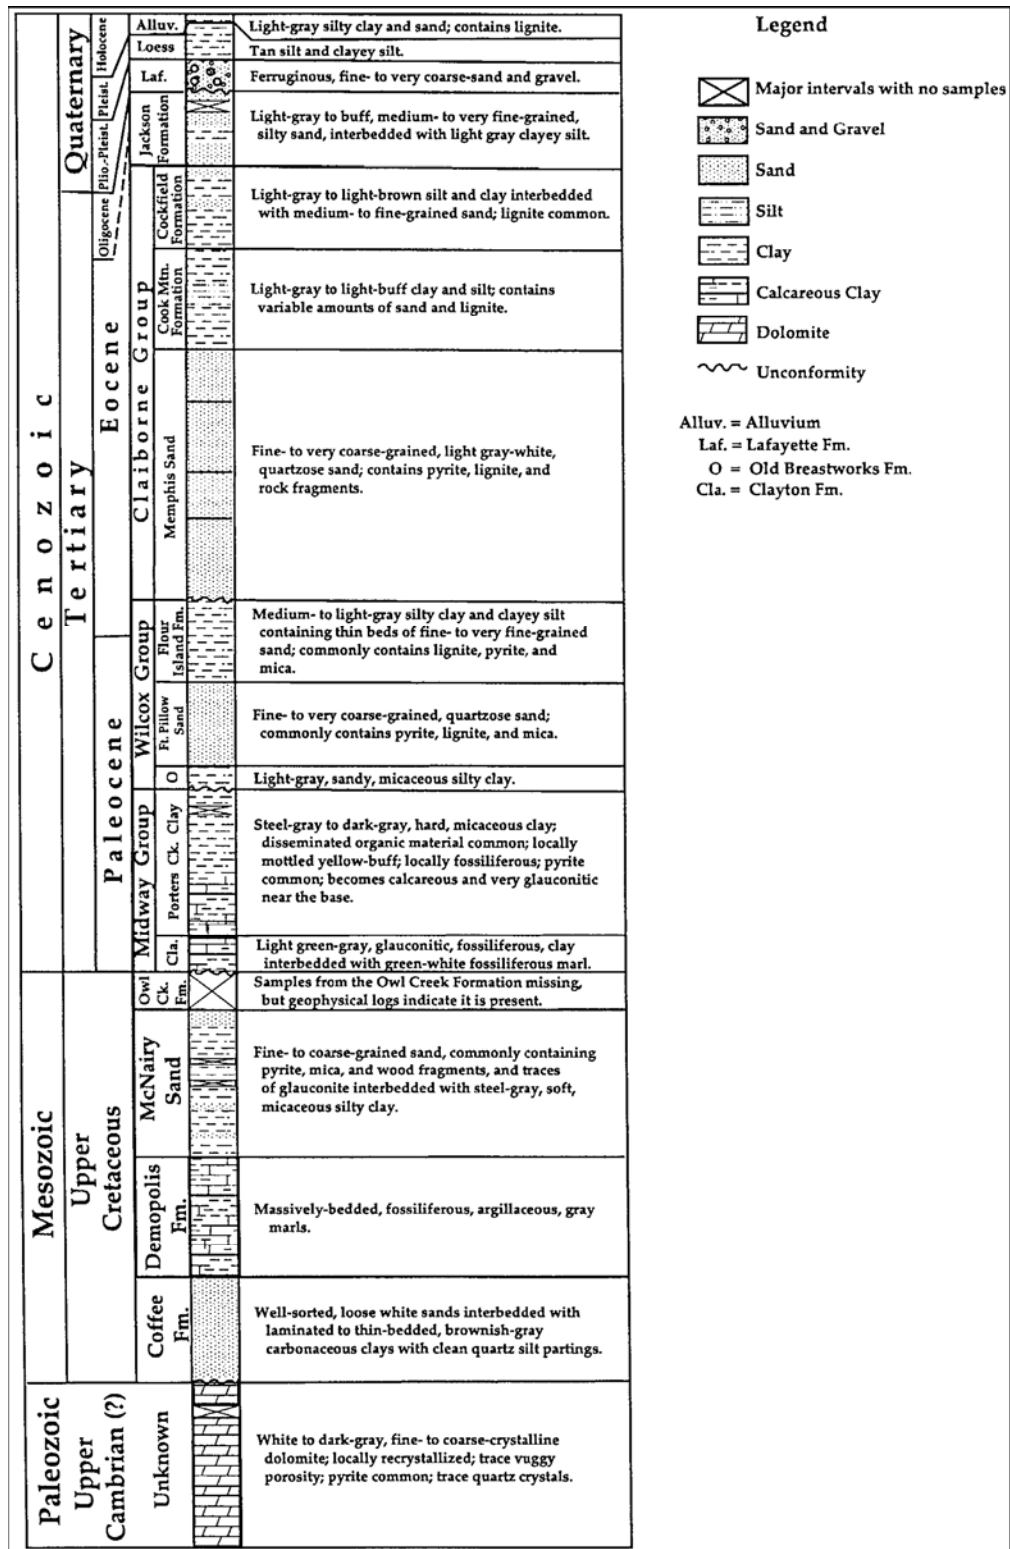 Cenozoic
Quaternary
Tertiary
Holocene
Pleist.
Plio.-Pleist.
Oligocene
Eocene
Paleocene
Alluv.
Light-gray silty clay and sand; contains lignite.
Loess
Tan silt and clayey silt.
Laf.
Ferruginous, fine- to very coarse-sand and gravel.
Jackson
Formation
Light-gray to buff, medium- to very fine-grained,
silty sand, interbedded with light gray clayey silt.
Claiborne Group
Cockfield
Formation
Light-gray to light-brown silt and clay interbedded
with medium- to fine-grained sand; lignite common.
Cook Mtn.
Formation
Light-gray to light-buff clay and silt; contains
variable amounts of sand and lignite.
Memphis Sand
Fine- to very coarse-grained, light gray-white,
quartzose sand; contains pyrite, lignite, and
rock fragments.
Wilcox Group
Flour
Island Fm.
Medium- to light-gray silty clay and clayey silt
containing thin beds of fine- to very fine-grained
sand; commonly contains lignite, pyrite, and
mica.
Ft. Pillow
Sand
Fine- to very coarse-grained, quartzose sand;
commonly contains pyrite, lignite, and mica.
O
Light-gray, sandy, micaceous silty clay.
Midway Group
Porters Ck. Clay
Steel-gray to dark-gray, hard, micaceous clay;
disseminated organic material common; locally
mottled yellow-buff; locally fossiliferous; pyrite
common; becomes calcareous and very glauconitic
near the base.
Cla.
Light green-gray, glauconitic, fossiliferous, clay
interbedded with green-white fossiliferous marl.
Mesozoic
Upper
Cretaceous
Owl
Ck.
Fm.
Samples from the Owl Creek Formation missing,
but geophysical logs indicate it is present.
McNairy
Sand
Fine- to coarse-grained sand, commonly containing
pyrite, mica, and wood fragments, and traces
of glauconite interbedded with steel-gray, soft,
micaceous silty clay.
Demopolis
Fm.
Massively-bedded, fossiliferous, argillaceous, gray
marls.
Coffee
Fm.
Well-sorted, loose white sands interbedded with
laminated to thin-bedded, brownish-gray
carbonaceous clays with clean quartz silt partings.
Paleozoic
Upper
Cambrian (?)
Unknown
White to dark-gray, fine- to coarse-crystalline
dolomite; locally recrystallized; trace vuggy
porosity; pyrite common; trace quartz crystals.
Legend
Major intervals with no samples
Sand and Gravel
Sand
Silt
Clay
Calcareous Clay
Dolomite
Unconformity
Alluv. = Alluvium
Laf. = Lafayette Fm.
O = Old Breastworks Fm.
Cla. = Clayton Fm.